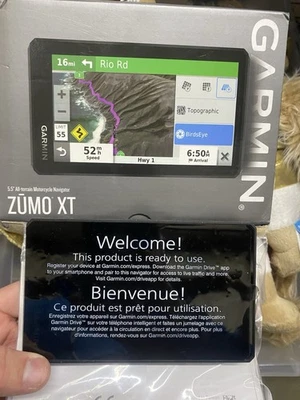 16mi Rio Rd
GARMIN
Topographic
LIMIT
55
BirdsEye
52m
h
Speed
Hwy 1
6:50
Arrival
GARMIN
GARMIN®
5.5" All-terrain Motorcycle Navigator
ZŪMO XT
Welcome!
This product is ready to use.
Register your device at Garmin.com/express. Download the Garmin Drive™ app
to your smartphone and pair to this navigator for access to live traffic and more.
Visit Garmin.com/driveapp for details.
Bienvenue!
Ce produit est prêt pour utilisation.
Enregistrez votre appareil sur Garmin.com/express. Téléchargez l'application
Garmin Drive™ sur votre téléphone intelligent et faites un jumelage avec ce
navigateur pour accéder à la circulation en direct et encore plus. Pour plus
d'informations, rendez-vous sur Garmin.com/driveapp.